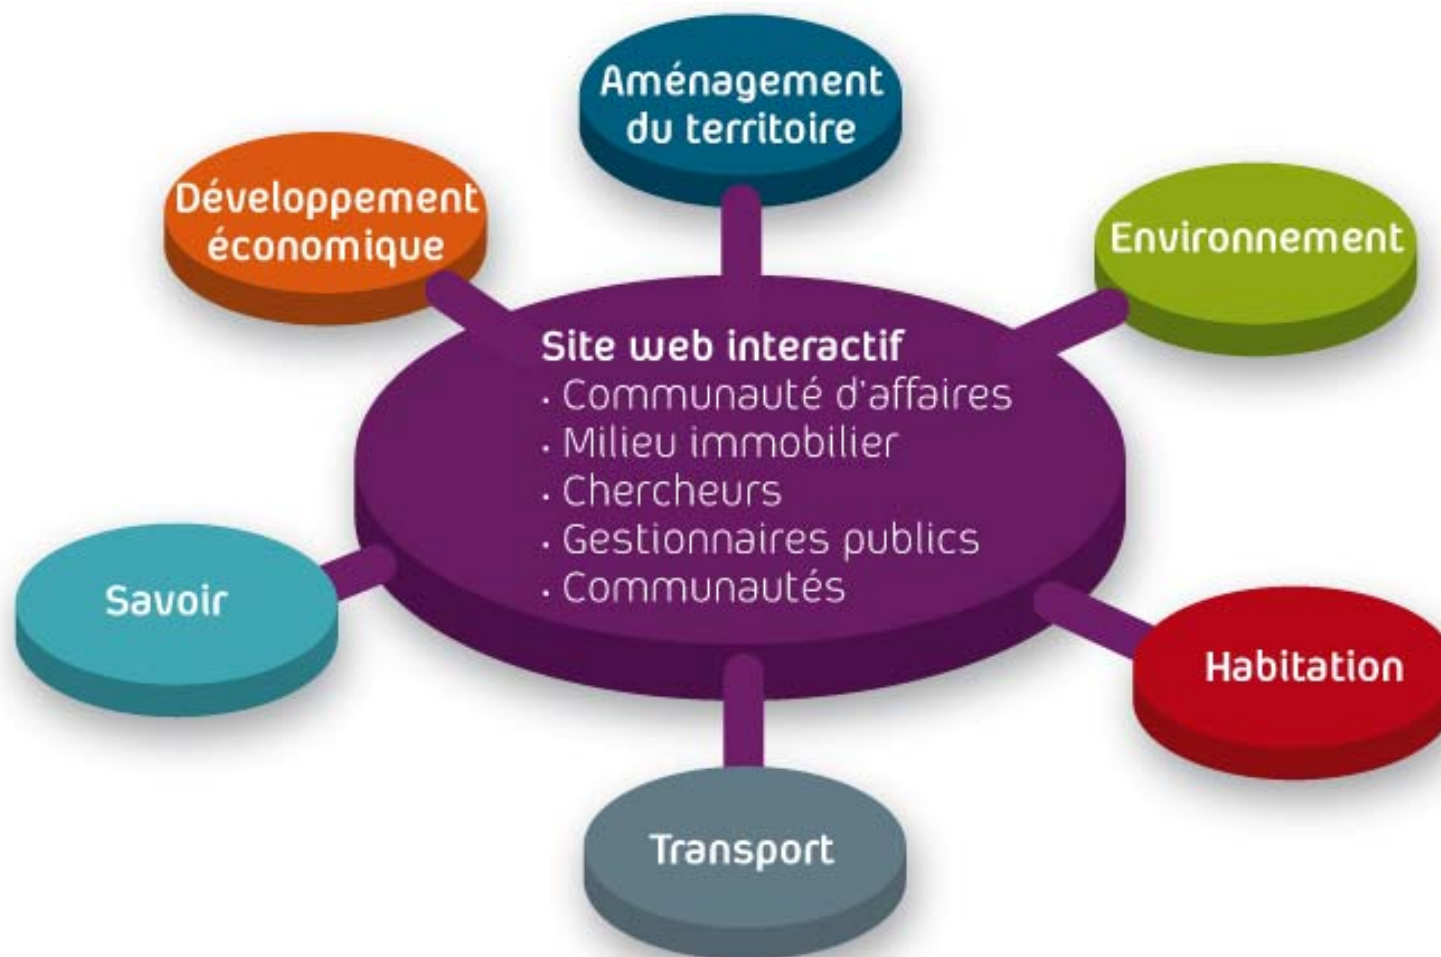 Aménagement
du territoire
Développement
économique
Environnement
Site web interactif
· Communauté d'affaires
· Milieu immobilier
· Chercheurs
· Gestionnaires publics
· Communautés
Savoir
Habitation
Transport